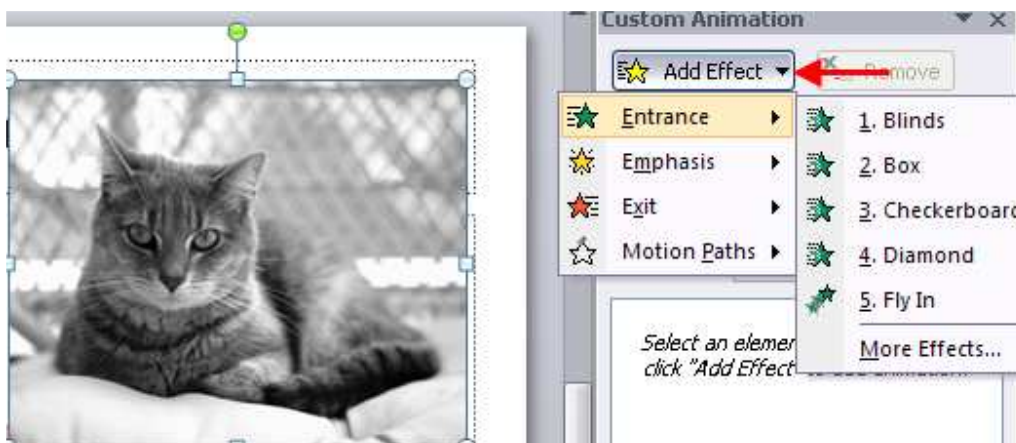 Custom Animation
Add Effect
Remove
Entrance
Emphasis
Exit
Motion Paths
1. Blinds
2. Box
3. Checkerboard
4. Diamond
5. Fly In
More Effects...
Select an elemen
click "Add Effect"